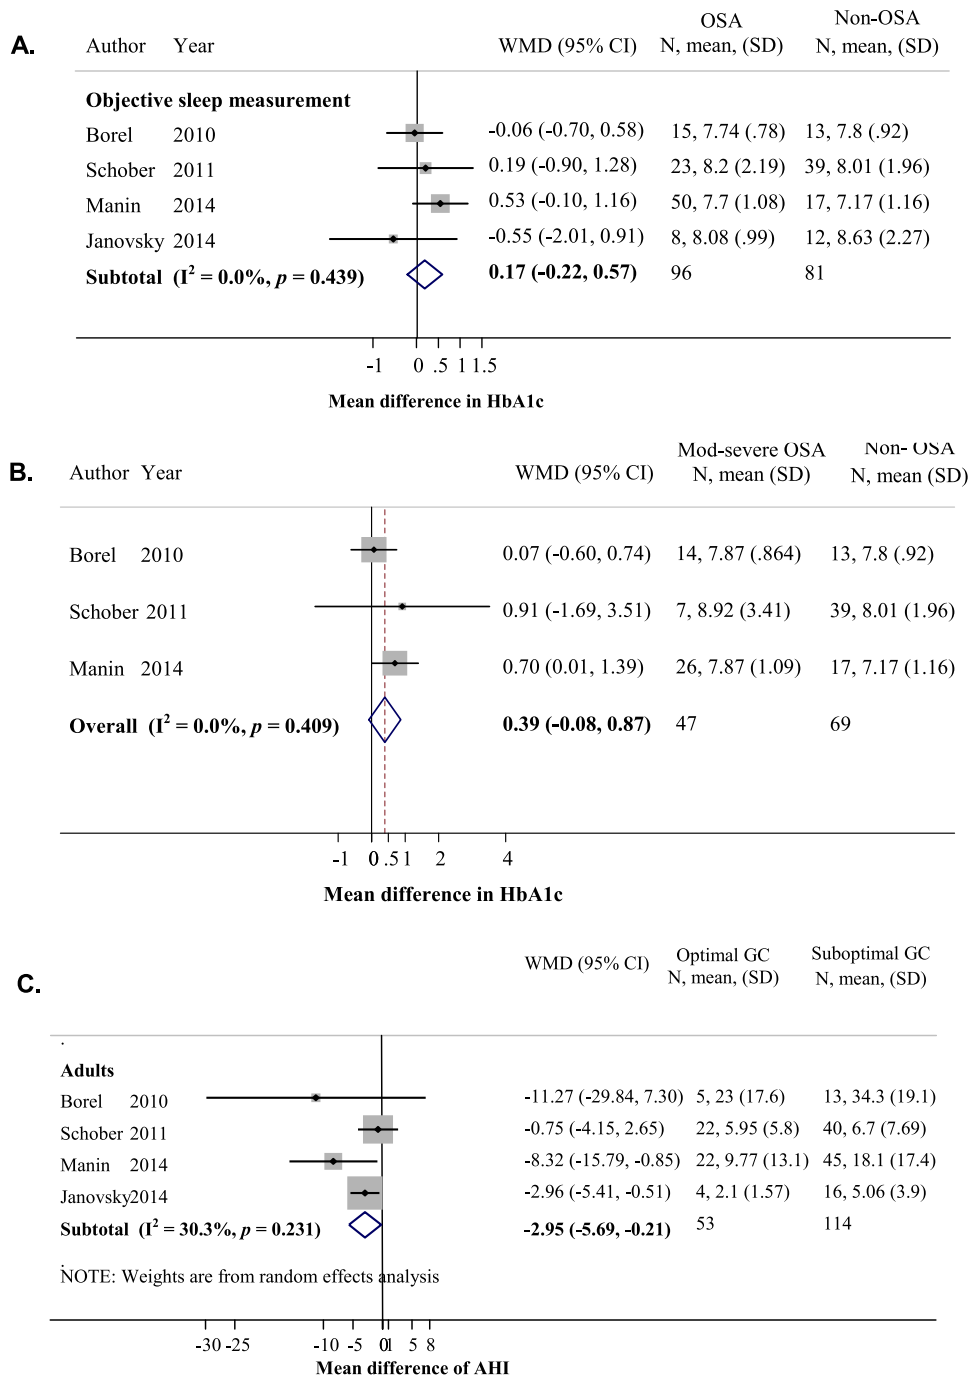 A.
OSA Non-OSA
Author Year WMD (95% CI) N, mean, (SD) N, mean, (SD)
Objective sleep measurement
Borel 2010 -0.06 (-0.70, 0.58) 15, 7.74 (.78) 13, 7.8 (.92)
Schober 2011 0.19 (-0.90, 1.28) 23, 8.2 (2.19) 39, 8.01 (1.96)
Manin 2014 0.53 (-0.10, 1.16) 50, 7.7 (1.08) 17, 7.17 (1.16)
Janovsky 2014 -0.55 (-2.01, 0.91) 8, 8.08 (.99) 12, 8.63 (2.27)
Subtotal (I² = 0.0%, p = 0.439) 0.17 (-0.22, 0.57) 96 81
-1 0 .5 1 1.5
Mean difference in HbA1c
B.
Mod-severe OSA Non- OSA
Author Year WMD (95% CI) N, mean (SD) N, mean (SD)
Borel 2010 0.07 (-0.60, 0.74) 14, 7.87 (.864) 13, 7.8 (.92)
Schober 2011 0.91 (-1.69, 3.51) 7, 8.92 (3.41) 39, 8.01 (1.96)
Manin 2014 0.70 (0.01, 1.39) 26, 7.87 (1.09) 17, 7.17 (1.16)
Overall (I² = 0.0%, p = 0.409) 0.39 (-0.08, 0.87) 47 69
-1 0 .5 1 2 4
Mean difference in HbA1c
C.
Optimal GC Suboptimal GC
WMD (95% CI) N, mean, (SD) N, mean, (SD)
.
Adults
Borel 2010 -11.27 (-29.84, 7.30) 5, 23 (17.6) 13, 34.3 (19.1)
Schober 2011 -0.75 (-4.15, 2.65) 22, 5.95 (5.8) 40, 6.7 (7.69)
Manin 2014 -8.32 (-15.79, -0.85) 22, 9.77 (13.1) 45, 18.1 (17.4)
Janovsky2014 -2.96 (-5.41, -0.51) 4, 2.1 (1.57) 16, 5.06 (3.9)
Subtotal (I² = 30.3%, p = 0.231) -2.95 (-5.69, -0.21) 53 114
.
NOTE: Weights are from random effects analysis
-30 -25 -10 -5 0 1 5 8
Mean difference of AHI